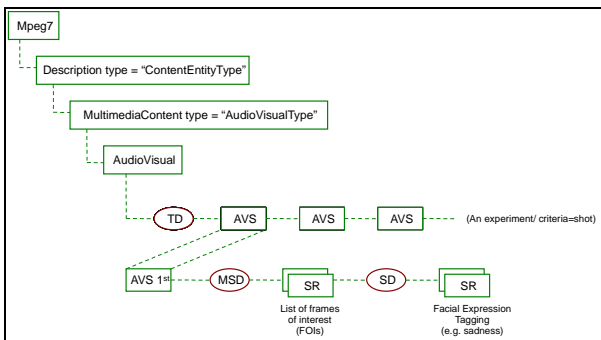 Mpeg7
Description type = “ContentEntityType”
MultimediaContent type = “AudioVisualType”
AudioVisual
TD AVS AVS AVS (An experiment/ criteria=shot)
AVS 1st MSD SR SD SR
List of frames
of interest
(FOIs)
Facial Expression
Tagging
(e.g. sadness)